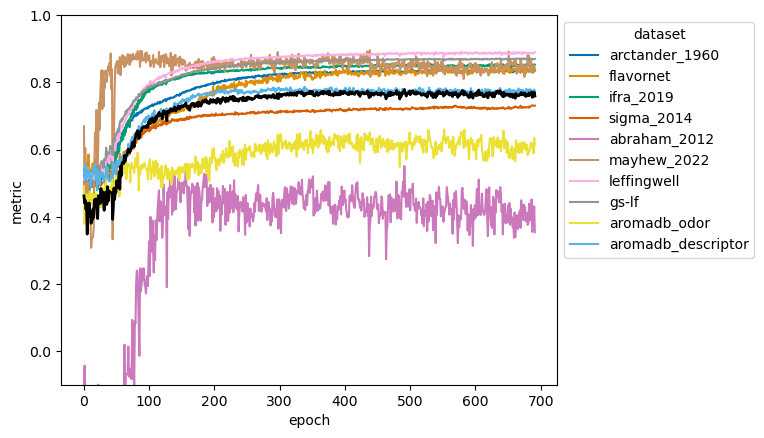 1.0
0.8
0.6
0.4
0.2
0.0
metric
0 100 200 300 400 500 600 700
epoch
dataset
arctander_1960
flavornet
ifra_2019
sigma_2014
abraham_2012
mayhew_2022
leffingwell
gs-lf
aromadb_odor
aromadb_descriptor